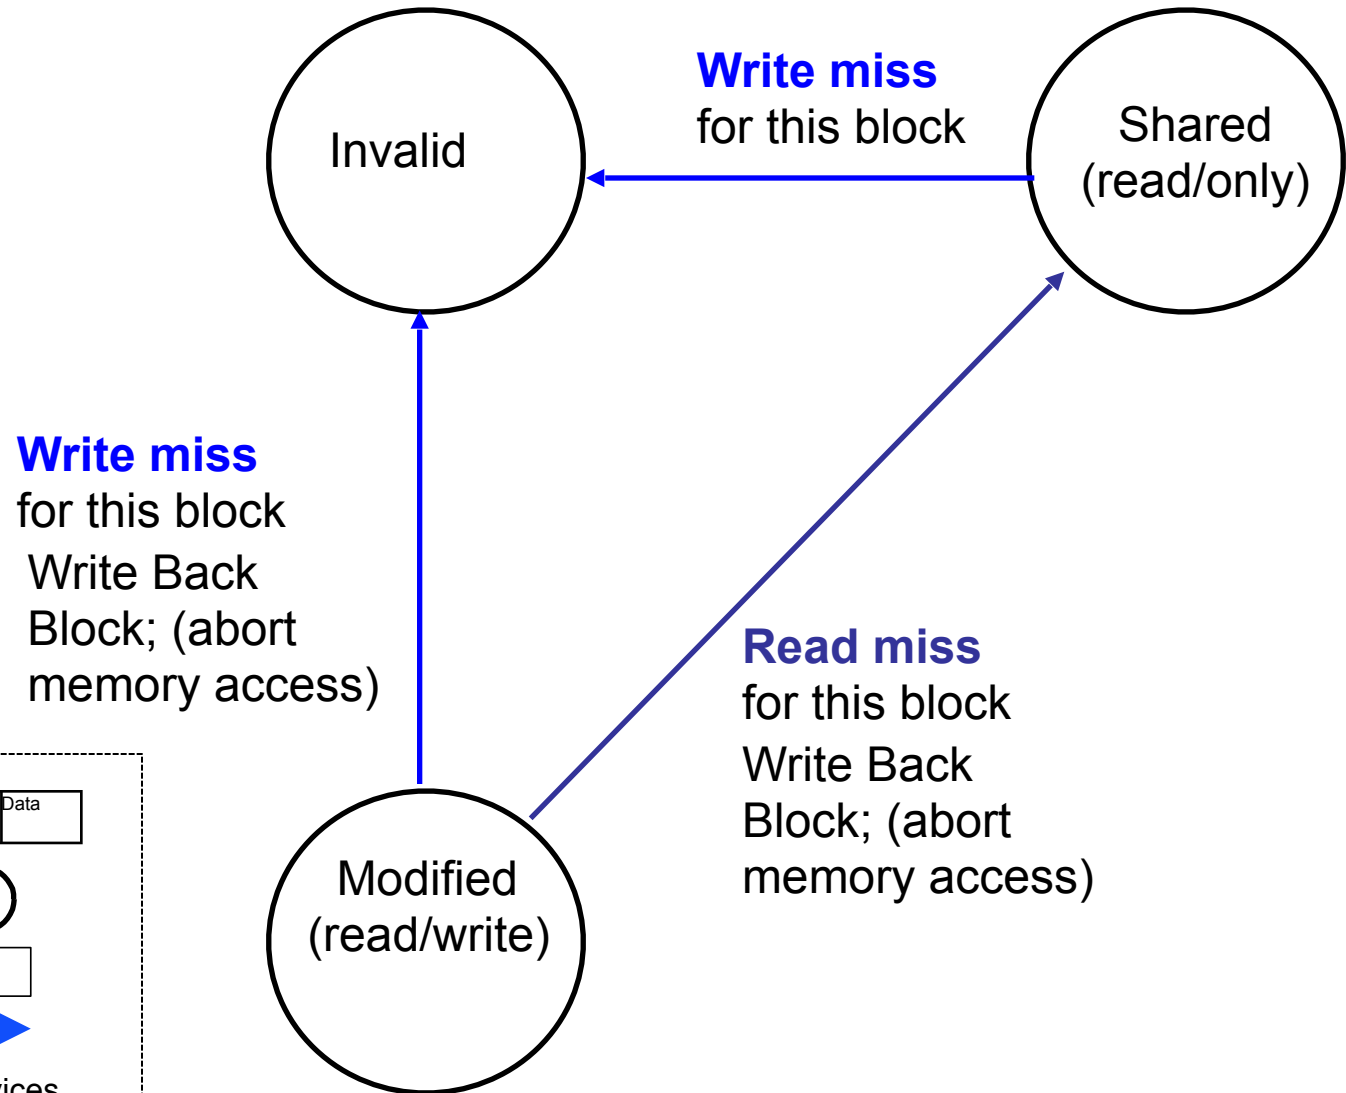 Write miss
for this block
Invalid
Shared
(read/only)
Write miss
for this block
Write Back
Block; (abort
memory access)
Read miss
for this block
Write Back
Block; (abort
memory access)
Data
Modified
(read/write)